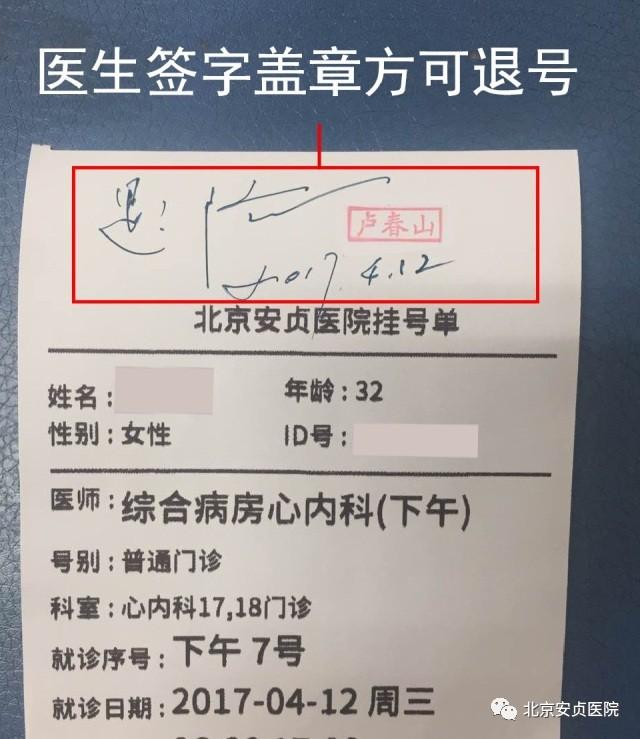 医生签字盖章方可退号
退!
卢春山
2017.4.12
北京安贞医院挂号单
姓名:
年龄:32
性别:女性
ID号:
医师:综合病房心内科(下午)
号别:普通门诊
科室:心内科17,18门诊
就诊序号:下午 7号
就诊日期:2017-04-12 周三
北京安贞医院